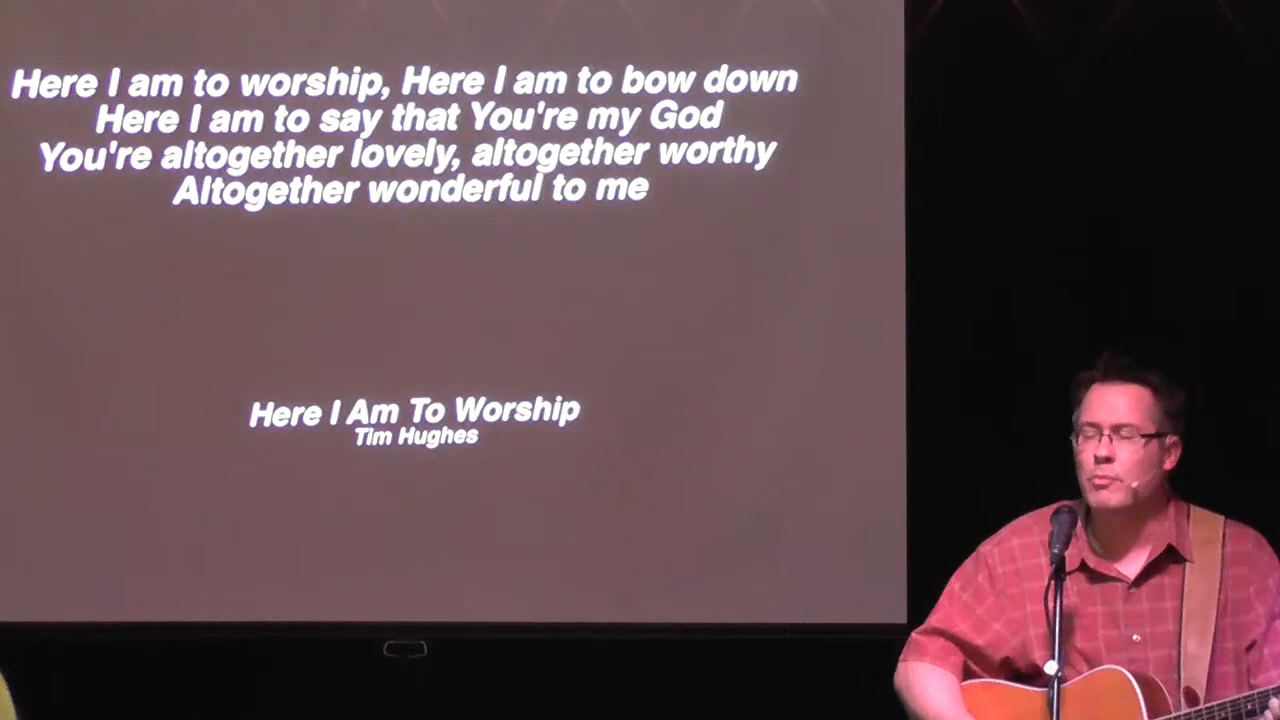 Here I am to worship, Here I am to bow down
Here I am to say that You're my God
You're altogether lovely, altogether worthy
Altogether wonderful to me
Here I Am To Worship
Tim Hughes